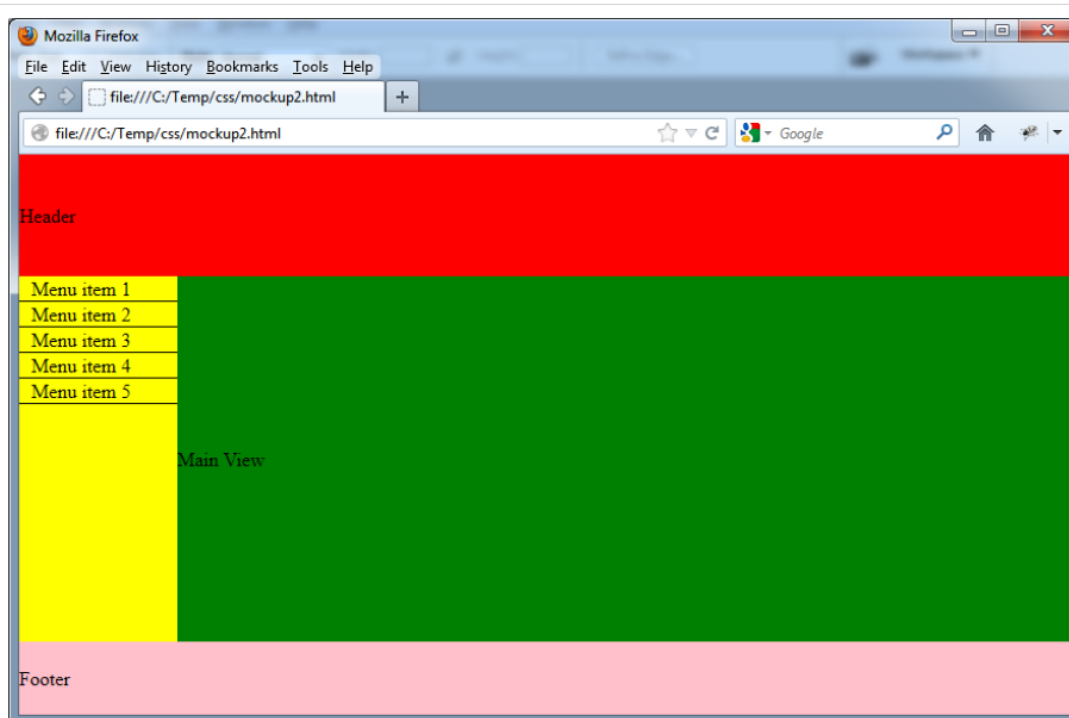 Mozilla Firefox
File Edit View History Bookmarks Tools Help
file:///C:/Temp/css/mockup2.html
file:///C:/Temp/css/mockup2.html Google
Header
Menu item 1
Menu item 2
Menu item 3
Menu item 4
Menu item 5
Main View
Footer